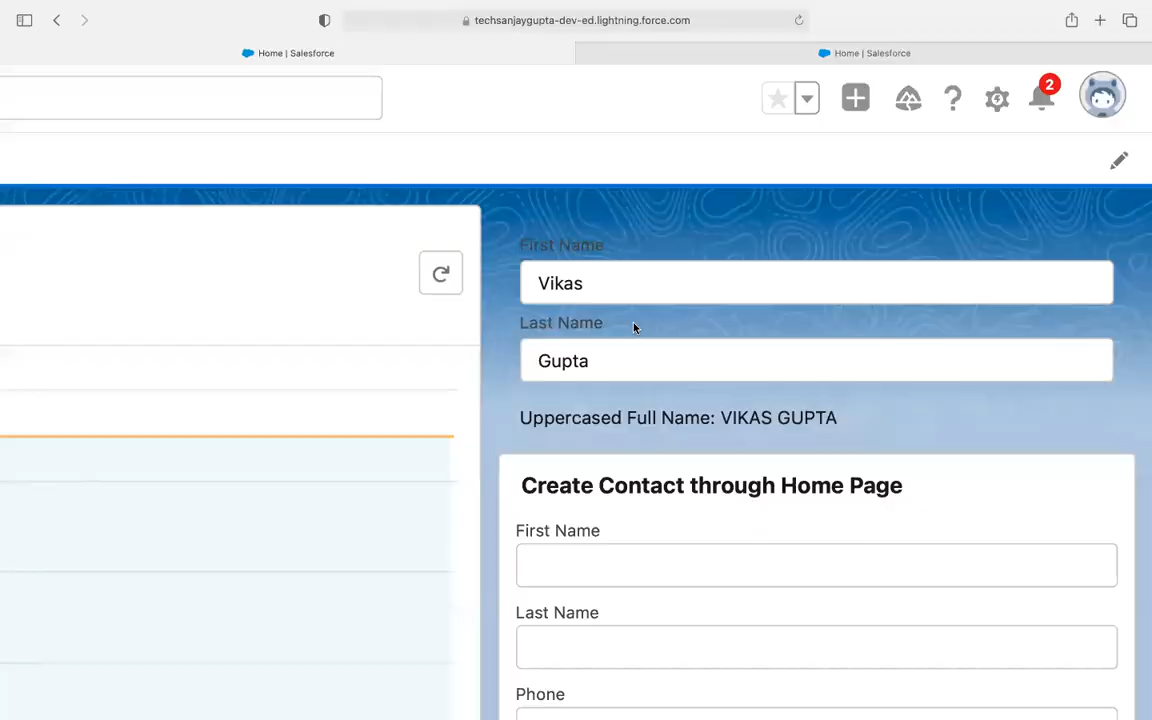 techsanjaygupta-dev-ed.lightning.force.com
Home | Salesforce
Home | Salesforce
2
First Name
Vikas
Last Name
Gupta
Uppercased Full Name: VIKAS GUPTA
Create Contact through Home Page
First Name
Last Name
Phone